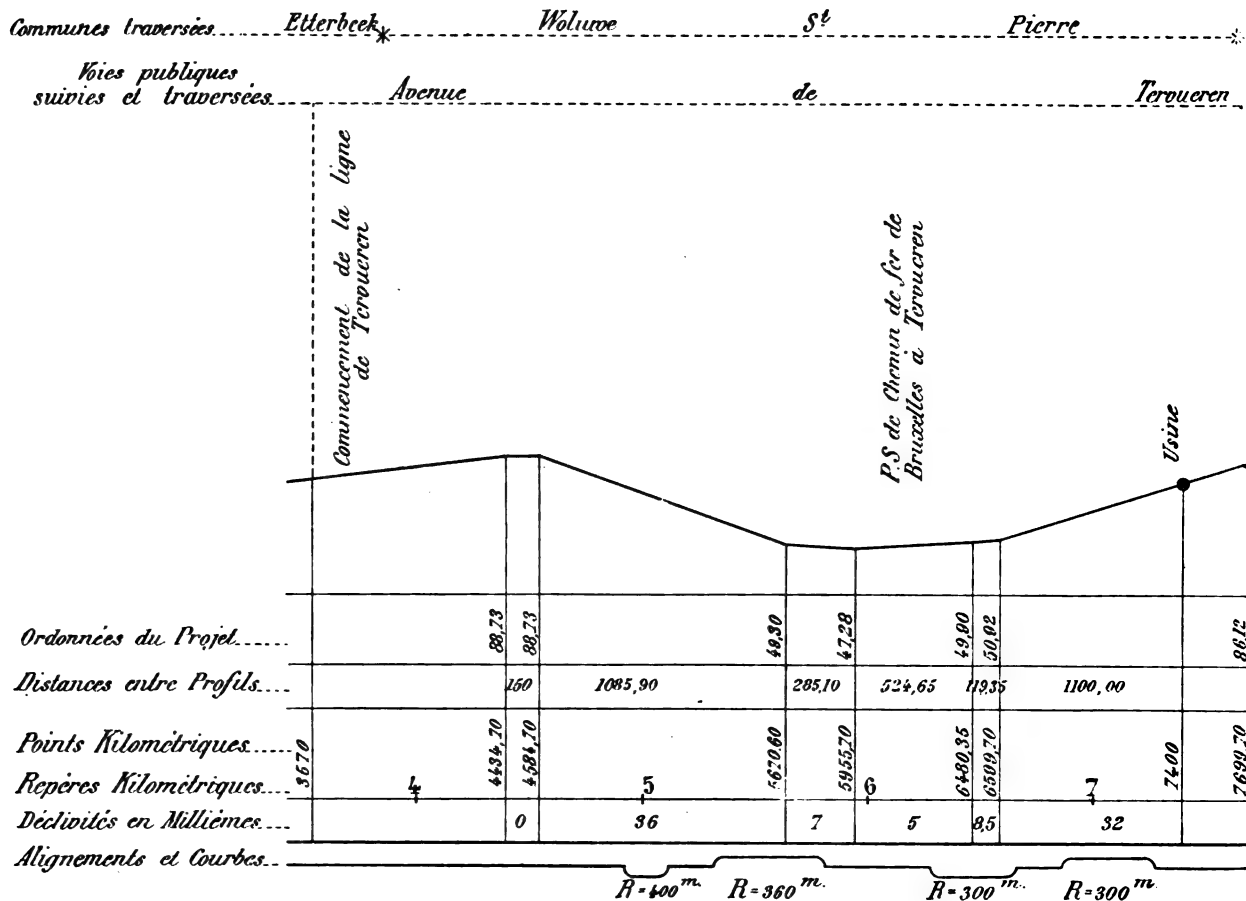 Communes traversées Etterbeek Woluwe St Pierre
Voies publiques
suivies et traversées Avenue de Tervueren
Commencement de la ligne
de Tervueren
P.S de Chemin de fer de
Bruxelles à Tervueren
Usine
Ordonnées du Projet 88,73 88,73 49,30 47,28 49,90 50,92 86,12
Distances entre Profils 150 1085,90 285,10 524,65 119,35 1100,00
Points Kilométriques 3670 4434,70 4584,70 5670,60 5955,70 6480,35 6599,70 7400 7699,70
Repères Kilométriques 4 5 6 7
Déclivités en Millièmes 0 36 7 5 8,5 32
Alignements et Courbes
R=400m. R=360m. R=300m. R=300m